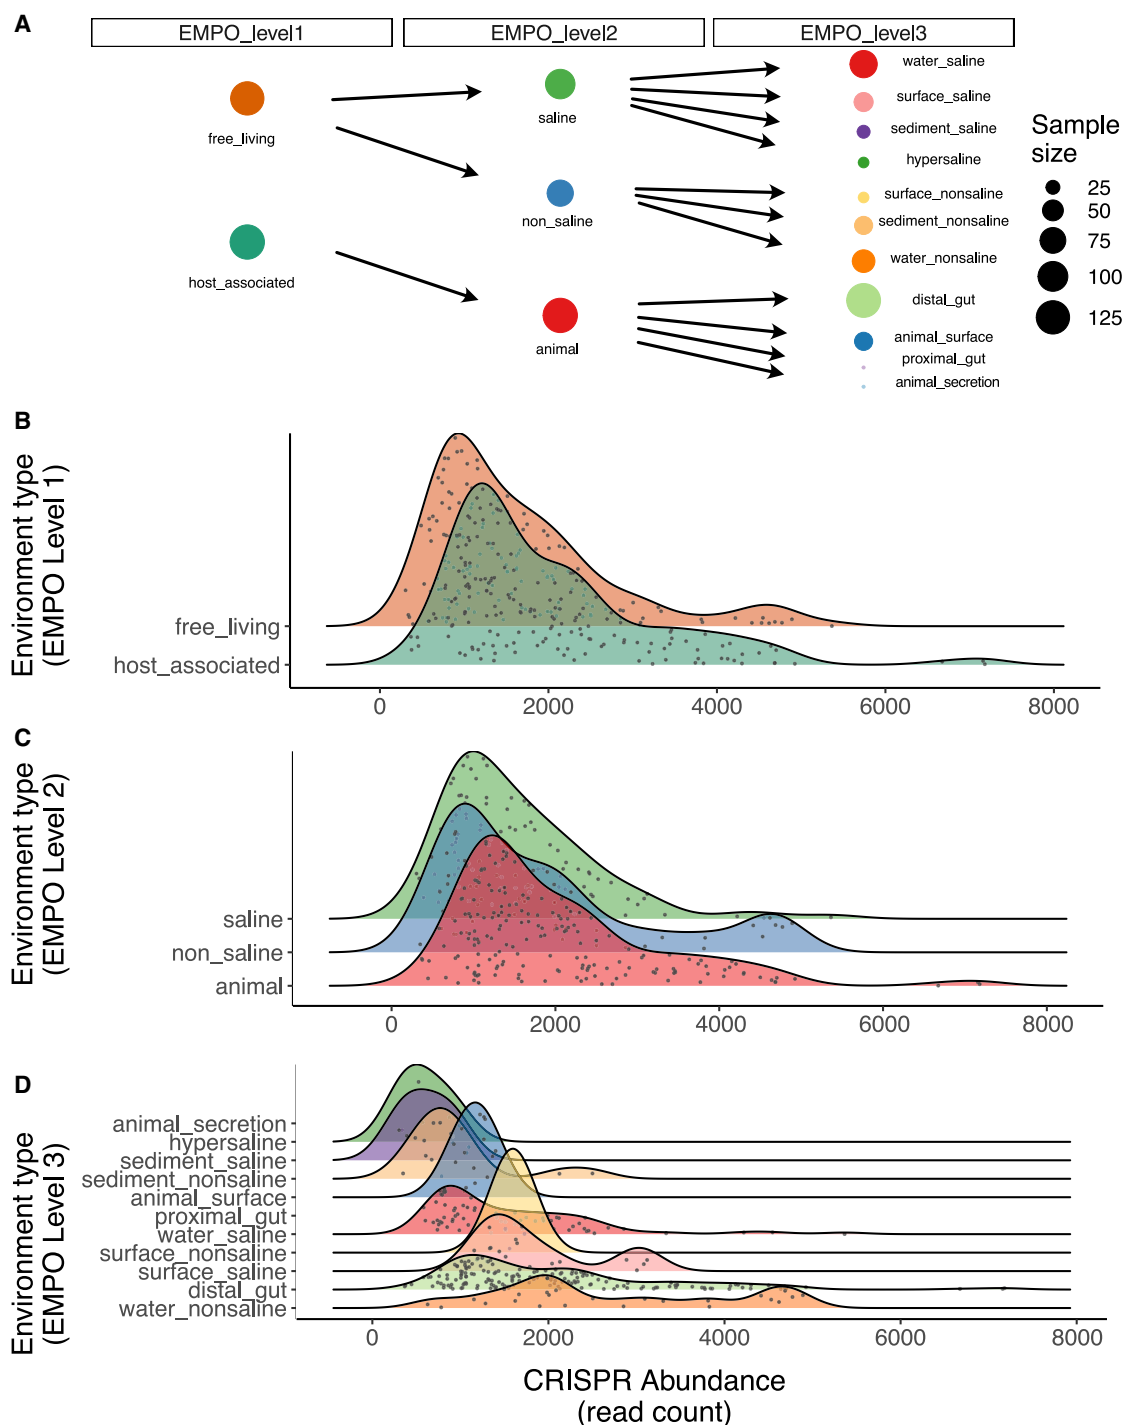 A
EMPO_level1
EMPO_level2
EMPO_level3
free_living
host_associated
saline
non_saline
animal
water_saline
surface_saline
sediment_saline
hypersaline
surface_nonsaline
sediment_nonsaline
water_nonsaline
distal_gut
animal_surface
proximal_gut
animal_secretion
Sample
size
25
50
75
100
125
B
Environment type
(EMPO Level 1)
free_living
host_associated
0
2000
4000
6000
8000
C
Environment type
(EMPO Level 2)
saline
non_saline
animal
0
2000
4000
6000
8000
D
Environment type
(EMPO Level 3)
animal_secretion
hypersaline
sediment_saline
sediment_nonsaline
animal_surface
proximal_gut
water_saline
surface_nonsaline
surface_saline
distal_gut
water_nonsaline
0
2000
4000
6000
8000
CRISPR Abundance
(read count)